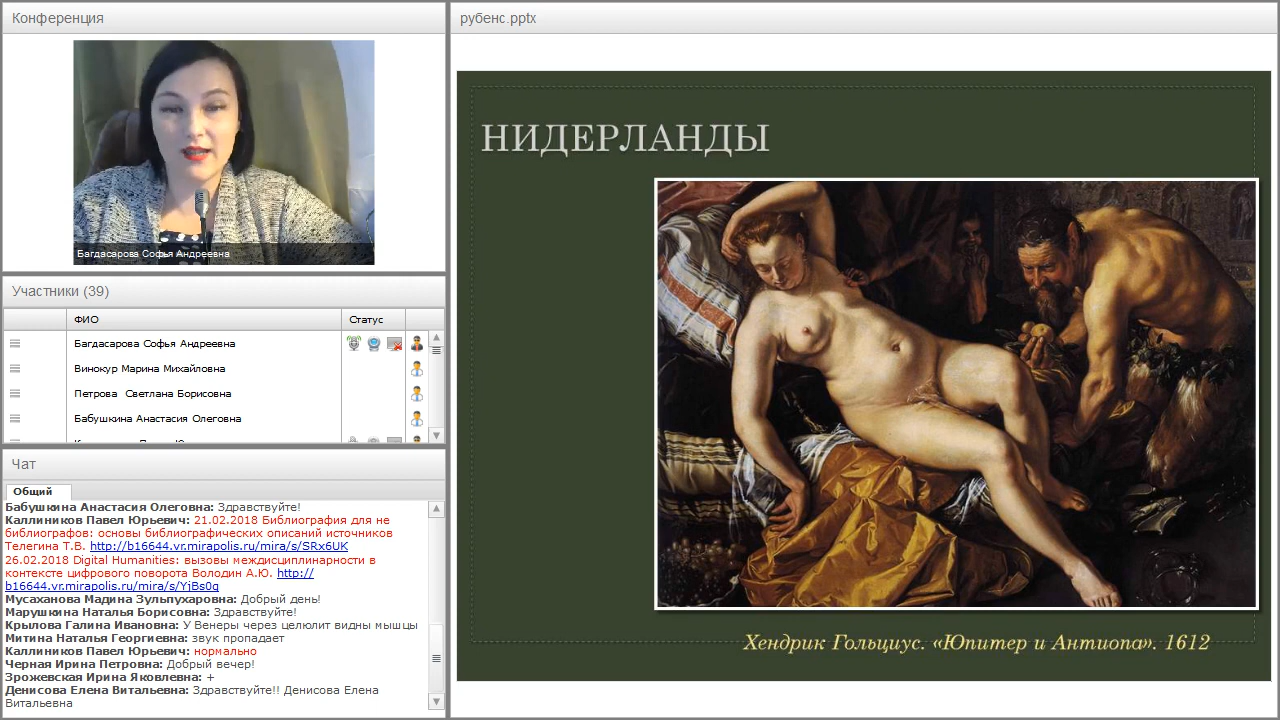 Конференция
Багдасарова Софья Андреевна
Участники (39)
ФИО
Статус
Багдасарова Софья Андреевна
Винокур Марина Михайловна
Петрова Светлана Борисовна
Бабушкина Анастасия Олеговна
Чат
Общий
Бабушкина Анастасия Олеговна: Здравствуйте!
Каллиников Павел Юрьевич: 21.02.2018 Библиография для не
библиографов: основы библиографических описаний источников
Телегина Т.В. http://b16644.vr.mirapolis.ru/mira/s/SRx6UK
26.02.2018 Digital Humanities: вызовы междисциплинарности в
контексте цифрового поворота Володин А.Ю. http://
b16644.vr.mirapolis.ru/mira/s/YjBs0q
Мусаханова Мадина Зульпухаровна: Добрый день!
Марушкина Наталья Борисовна: Здравствуйте!
Крылова Галина Ивановна: У Венеры через целюлит видны мышцы
Митина Наталья Георгиевна: звук пропадает
Каллиников Павел Юрьевич: нормально
Черная Ирина Петровна: Добрый вечер!
Зрожевская Ирина Яковлевна: +
Денисова Елена Витальевна: Здравствуйте!! Денисова Елена
Витальевна
рубенс.pptx
НИДЕРЛАНДЫ
Хендрик Гольциус. «Юпитер и Антиопа». 1612